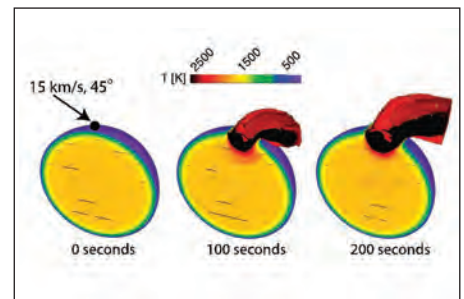 T [K]
2500
1500
500
15 km/s, 45°
0 seconds
100 seconds
200 seconds